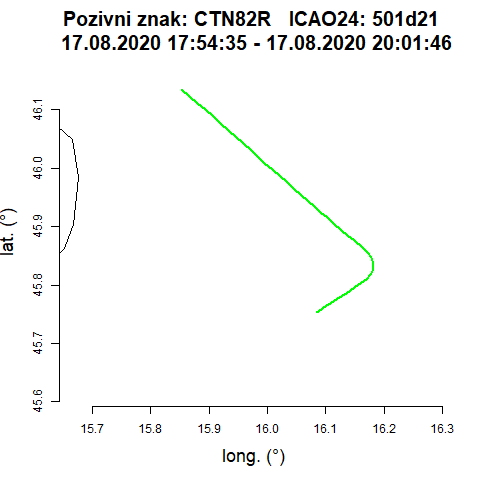 Pozivni znak: CTN82R   ICAO24: 501d21
17.08.2020 17:54:35 - 17.08.2020 20:01:46
46.1
46.0
45.9
45.8
45.7
45.6
lat. (°)
15.7 15.8 15.9 16.0 16.1 16.2 16.3
long. (°)